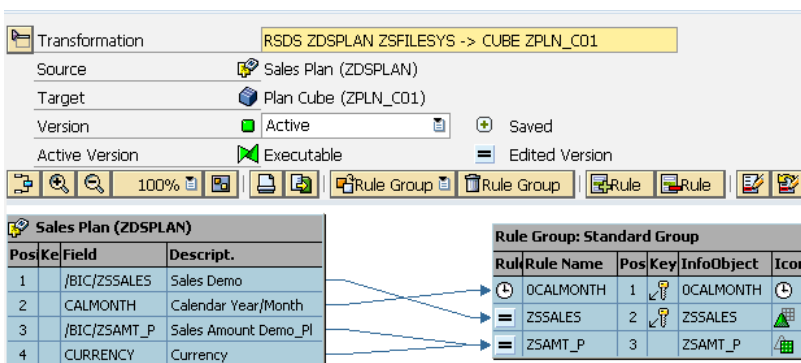 Transformation RSDS ZDSPLAN ZSFILESYS -> CUBE ZPLN_C01
Source Sales Plan (ZDSPLAN)
Target Plan Cube (ZPLN_C01)
Version Active Saved
Active Version Executable Edited Version
100% Rule Group Rule Group Rule Rule
Sales Plan (ZDSPLAN)
Posi Ke Field Descript.
1 /BIC/ZSSALES Sales Demo
2 CALMONTH Calendar Year/Month
3 /BIC/ZSAMT_P Sales Amount Demo_Pl
4 CURRENCY Currency
Rule Group: Standard Group
Rule Rule Name Pos Key InfoObject Icon
0CALMONTH 1 0CALMONTH
ZSSALES 2 ZSSALES
ZSAMT_P 3 ZSAMT_P